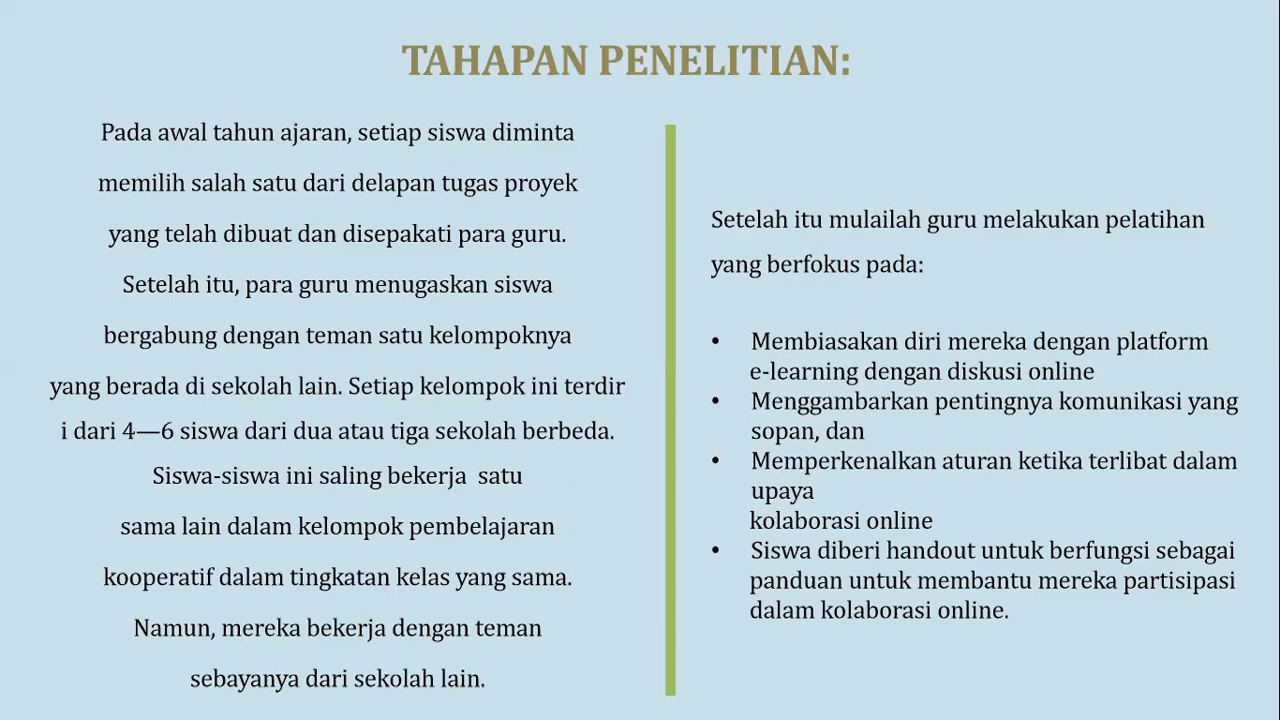 TAHAPAN PENELITIAN:
Pada awal tahun ajaran, setiap siswa diminta
memilih salah satu dari delapan tugas proyek
yang telah dibuat dan disepakati para guru.
Setelah itu, para guru menugaskan siswa
bergabung dengan teman satu kelompoknya
yang berada di sekolah lain. Setiap kelompok ini terdir
i dari 4—6 siswa dari dua atau tiga sekolah berbeda.
Siswa-siswa ini saling bekerja  satu
sama lain dalam kelompok pembelajaran
kooperatif dalam tingkatan kelas yang sama.
Namun, mereka bekerja dengan teman
sebayanya dari sekolah lain.
Setelah itu mulailah guru melakukan pelatihan
yang berfokus pada:
• Membiasakan diri mereka dengan platform
e-learning dengan diskusi online
• Menggambarkan pentingnya komunikasi yang
sopan, dan
• Memperkenalkan aturan ketika terlibat dalam
upaya
kolaborasi online
• Siswa diberi handout untuk berfungsi sebagai
panduan untuk membantu mereka partisipasi
dalam kolaborasi online.